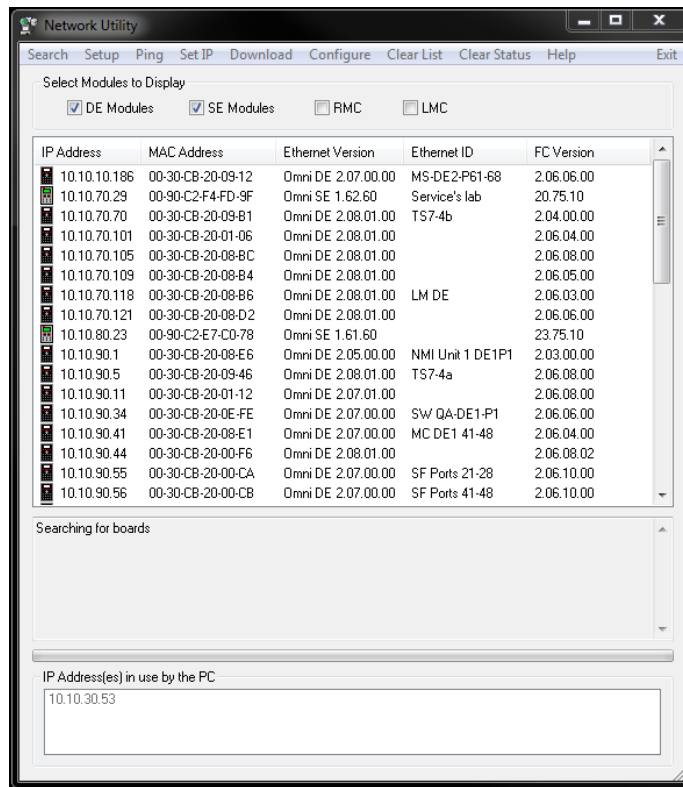 Network Utility
Search Setup Ping Set IP Download Configure Clear List Clear Status Help Exit
Select Modules to Display
DE Modules SE Modules RMC LMC
IP Address MAC Address Ethernet Version Ethernet ID FC Version
10.10.10.186 00-30-CB-20-09-12 Omni DE 2.07.00.00 MS-DE2-P61-68 2.06.06.00
10.10.70.29 00-90-C2-F4-FD-9F Omni SE 1.62.60 Service's lab 20.75.10
10.10.70.70 00-30-CB-20-09-B1 Omni DE 2.08.01.00 TS7-4b 2.04.00.00
10.10.70.101 00-30-CB-20-01-06 Omni DE 2.08.01.00 2.06.04.00
10.10.70.105 00-30-CB-20-08-BC Omni DE 2.08.01.00 2.06.08.00
10.10.70.109 00-30-CB-20-08-B4 Omni DE 2.08.01.00 2.06.05.00
10.10.70.118 00-30-CB-20-08-B6 Omni DE 2.08.01.00 LM DE 2.06.03.00
10.10.70.121 00-30-CB-20-08-D2 Omni DE 2.08.01.00 2.06.06.00
10.10.80.23 00-90-C2-E7-C0-78 Omni SE 1.61.60 23.75.10
10.10.90.1 00-30-CB-20-08-E6 Omni DE 2.05.00.00 NMI Unit 1 DE1P1 2.03.00.00
10.10.90.5 00-30-CB-20-09-46 Omni DE 2.08.01.00 TS7-4a 2.06.08.00
10.10.90.11 00-30-CB-20-01-12 Omni DE 2.07.01.00 2.06.08.00
10.10.90.34 00-30-CB-20-0E-FE Omni DE 2.07.00.00 SW QA-DE1-P1 2.06.06.00
10.10.90.41 00-30-CB-20-08-E1 Omni DE 2.07.00.00 MC DE1 41-48 2.06.04.00
10.10.90.44 00-30-CB-20-00-F6 Omni DE 2.08.01.00 2.06.08.02
10.10.90.55 00-30-CB-20-00-CA Omni DE 2.07.00.00 SF Ports 21-28 2.06.10.00
10.10.90.56 00-30-CB-20-00-CB Omni DE 2.07.00.00 SF Ports 41-48 2.06.10.00
Searching for boards
IP Address(es) in use by the PC
10.10.30.53